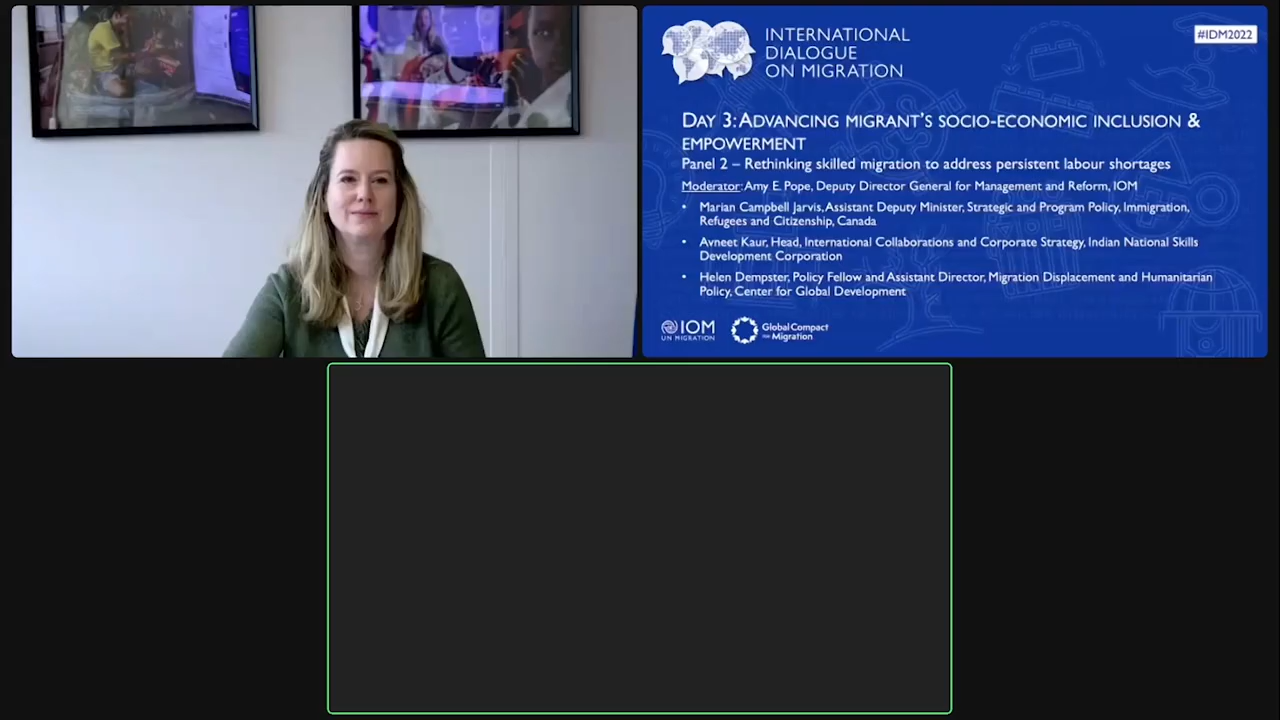 INTERNATIONAL
DIALOGUE
ON MIGRATION
#IDM2022
DAY 3: ADVANCING MIGRANT'S SOCIO-ECONOMIC INCLUSION &
EMPOWERMENT
Panel 2 – Rethinking skilled migration to address persistent labour shortages
Moderator: Amy E. Pope, Deputy Director General for Management and Reform, IOM
• Marian Campbell Jarvis, Assistant Deputy Minister, Strategic and Program Policy, Immigration,
Refugees and Citizenship, Canada
• Avneet Kaur, Head, International Collaborations and Corporate Strategy, Indian National Skills
Development Corporation
• Helen Dempster, Policy Fellow and Assistant Director, Migration Displacement and Humanitarian
Policy, Center for Global Development
IOM
UN MIGRATION
Global Compact
FOR Migration